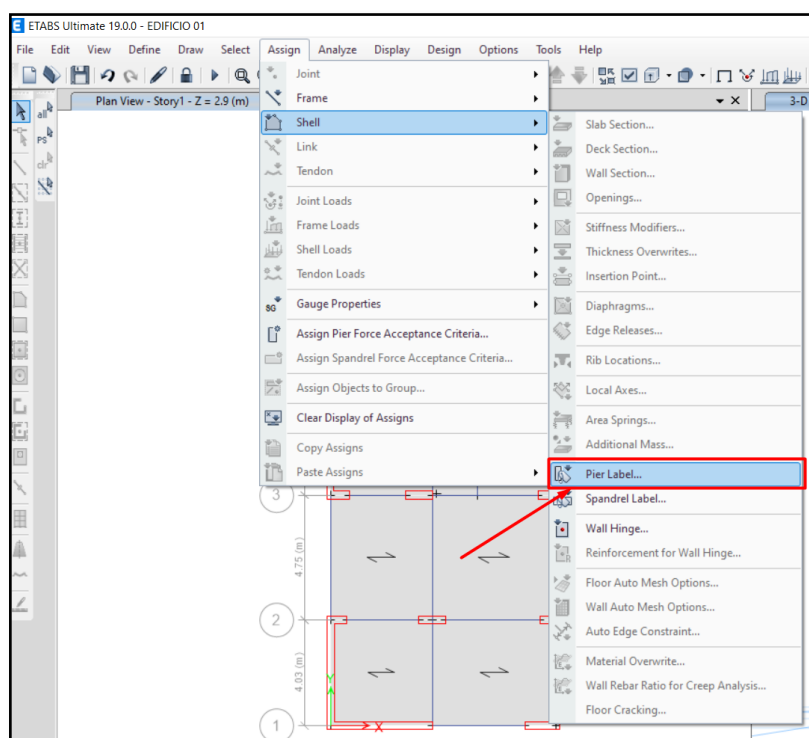 ETABS Ultimate 19.0.0 - EDIFICIO 01
File Edit View Define Draw Select Assign Analyze Display Design Options Tools Help
Plan View - Story1 - Z = 2.9 (m)
3-D
all
PS
clr
Joint
Frame
Shell
Link
Tendon
Joint Loads
Frame Loads
Shell Loads
Tendon Loads
SG Gauge Properties
Assign Pier Force Acceptance Criteria...
Assign Spandrel Force Acceptance Criteria...
Assign Objects to Group...
Clear Display of Assigns
Copy Assigns
Paste Assigns
Slab Section...
Deck Section...
Wall Section...
Openings...
Stiffness Modifiers...
Thickness Overwrites...
Insertion Point...
Diaphragms...
Edge Releases...
Rib Locations...
Local Axes...
Area Springs...
Additional Mass...
Pier Label...
Spandrel Label...
Wall Hinge...
Reinforcement for Wall Hinge...
Floor Auto Mesh Options...
Wall Auto Mesh Options...
Auto Edge Constraint...
Material Overwrite...
Wall Rebar Ratio for Creep Analysis...
Floor Cracking...
3
4.75 (m)
2
4.03 (m)
Y
1
X